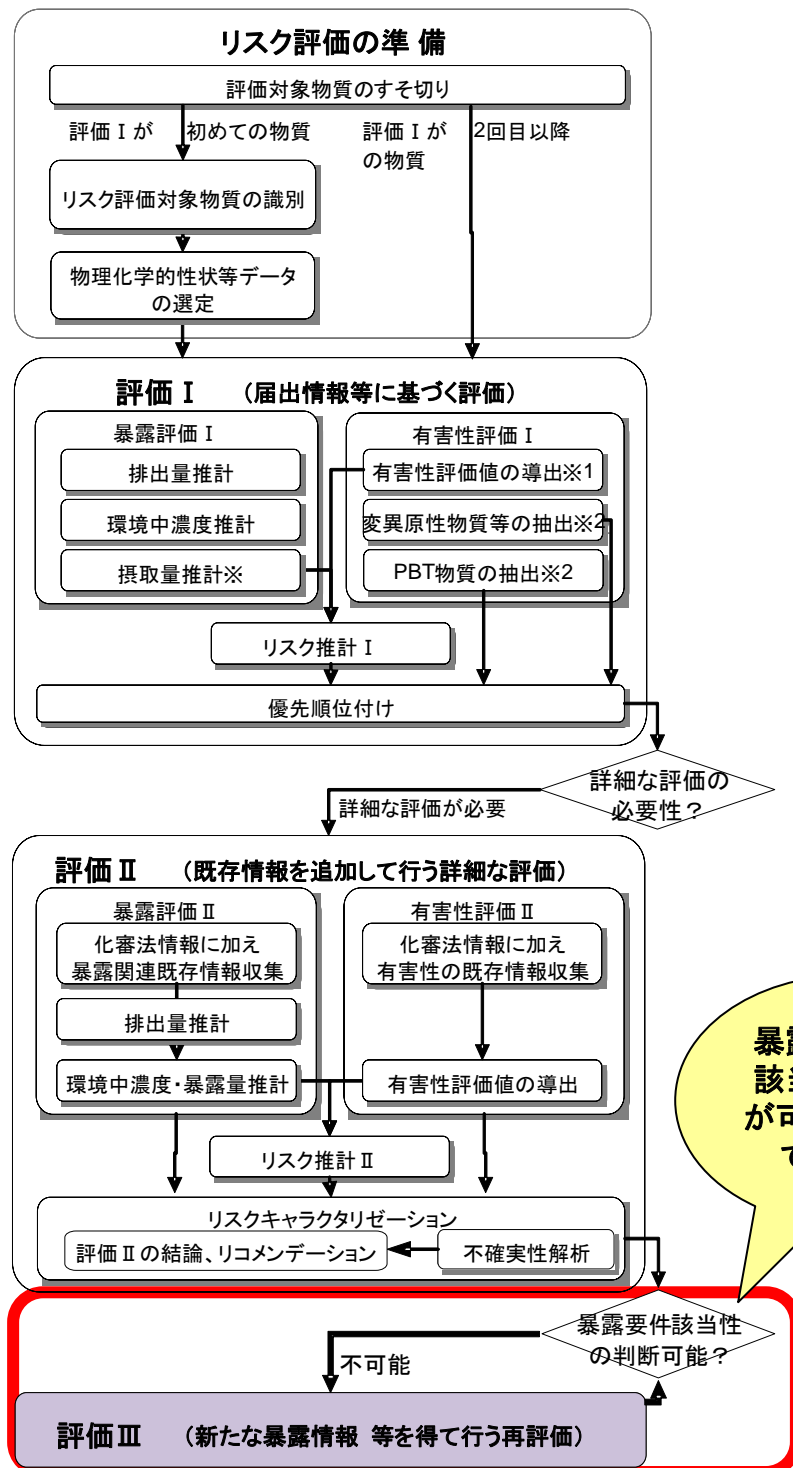 リスク評価の準 備
評価対象物質のすそ切り
評価Ⅰが 初めての物質
評価Ⅰが 2回目以降
の物質
リスク評価対象物質の識別
物理化学的性状等データ
の選定
評価Ⅰ (届出情報等に基づく評価)
暴露評価Ⅰ
排出量推計
環境中濃度推計
摂取量推計※
有害性評価Ⅰ
有害性評価値の導出※1
変異原性物質等の抽出※2
PBT物質の抽出※2
リスク推計Ⅰ
優先順位付け
詳細な評価の
必要性？
詳細な評価が必要
評価Ⅱ (既存情報を追加して行う詳細な評価)
暴露評価Ⅱ
化審法情報に加え
暴露関連既存情報収集
排出量推計
環境中濃度・暴露量推計
有害性評価Ⅱ
化審法情報に加え
有害性の既存情報収集
有害性評価値の導出
リスク推計Ⅱ
リスクキャラクタリゼーション
評価Ⅱの結論、リコメンデーション
不確実性解析
暴露
該当
が可
暴露要件該当性
の判断可能？
不可能
評価Ⅲ (新たな暴露情報 等を得て行う再評価)